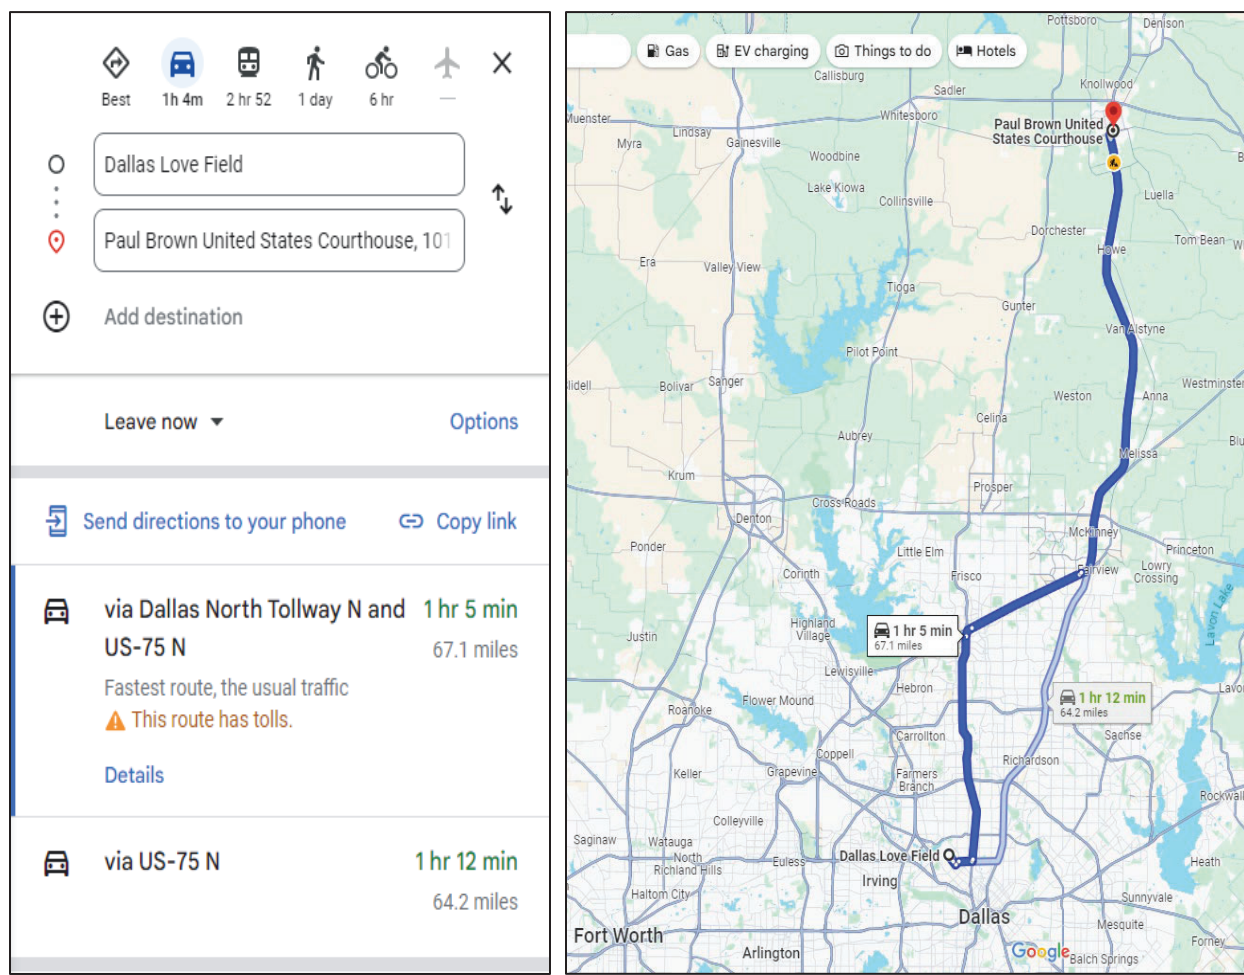 Best
1h 4m
2 hr 52
1 day
6 hr
—
Dallas Love Field
Paul Brown United States Courthouse, 101
Add destination
Leave now
Options
Send directions to your phone
Copy link
via Dallas North Tollway N and
US-75 N
1 hr 5 min
67.1 miles
Fastest route, the usual traffic
This route has tolls.
Details
via US-75 N
1 hr 12 min
64.2 miles
Gas
EV charging
Things to do
Hotels
Pottsboro
Denison
Callisburg
Knollwood
Sadler
Whitesboro
Muenster
Lindsay
Myra
Gainesville
Paul Brown United
States Courthouse
Woodbine
Lake Kiowa
Collinsville
Luella
Dorchester
Howe
Tom Bean
Era
Valley View
Tioga
Gunter
Van Alstyne
Pilot Point
Slidell
Bolivar
Sanger
Westminster
Weston
Anna
Celina
Aubrey
Melissa
Krum
Prosper
Cross Roads
Denton
McKinney
Ponder
Little Elm
Princeton
Corinth
Frisco
Fairview
Lowry
Crossing
Lavon Lake
Highland
Village
Justin
1 hr 5 min
67.1 miles
Lewisville
Hebron
Flower Mound
1 hr 12 min
64.2 miles
Lavo
Roanoke
Carrollton
Sachse
Coppell
Richardson
Keller
Grapevine
Farmers
Branch
Rockwall
Colleyville
Saginaw
Watauga
North
Richland Hills
Euless
Dallas Love Field
Irving
Heath
Haltom City
Sunnyvale
Dallas
Mesquite
Fort Worth
Forney
Arlington
Google
Balch Springs